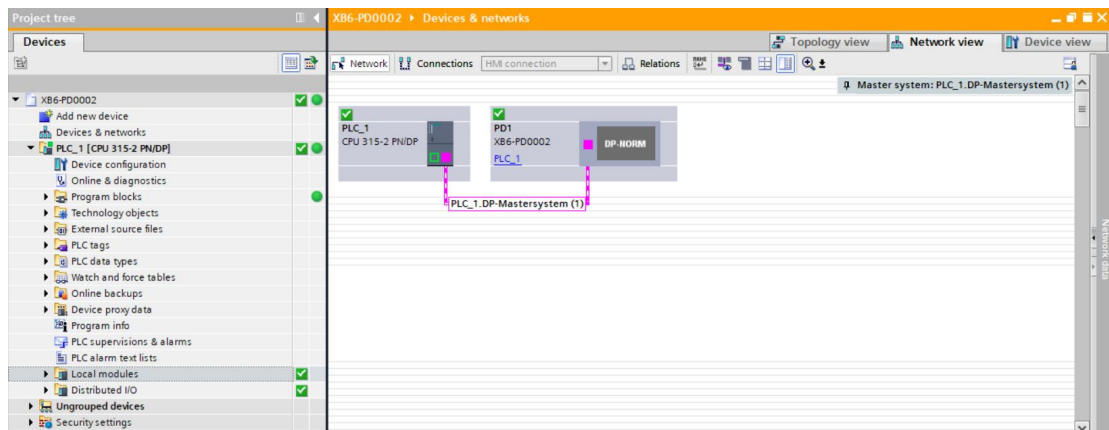 Project tree
XB6-PD0002 ▸ Devices & networks
Devices
Topology view
Network view
Device view
Network
Connections
HMI connection
Relations
Master system: PLC_1.DP-Mastersystem (1)
XB6-PD0002
Add new device
Devices & networks
PLC_1 [CPU 315-2 PN/DP]
Device configuration
Online & diagnostics
Program blocks
Technology objects
External source files
PLC tags
PLC data types
Watch and force tables
Online backups
Device proxy data
Program info
PLC supervisions & alarms
PLC alarm text lists
Local modules
Distributed I/O
Ungrouped devices
Security settings
PLC_1
CPU 315-2 PN/DP
PD1
XB6-PD0002
PLC_1
DP-NORM
PLC_1.DP-Mastersystem (1)
Network data